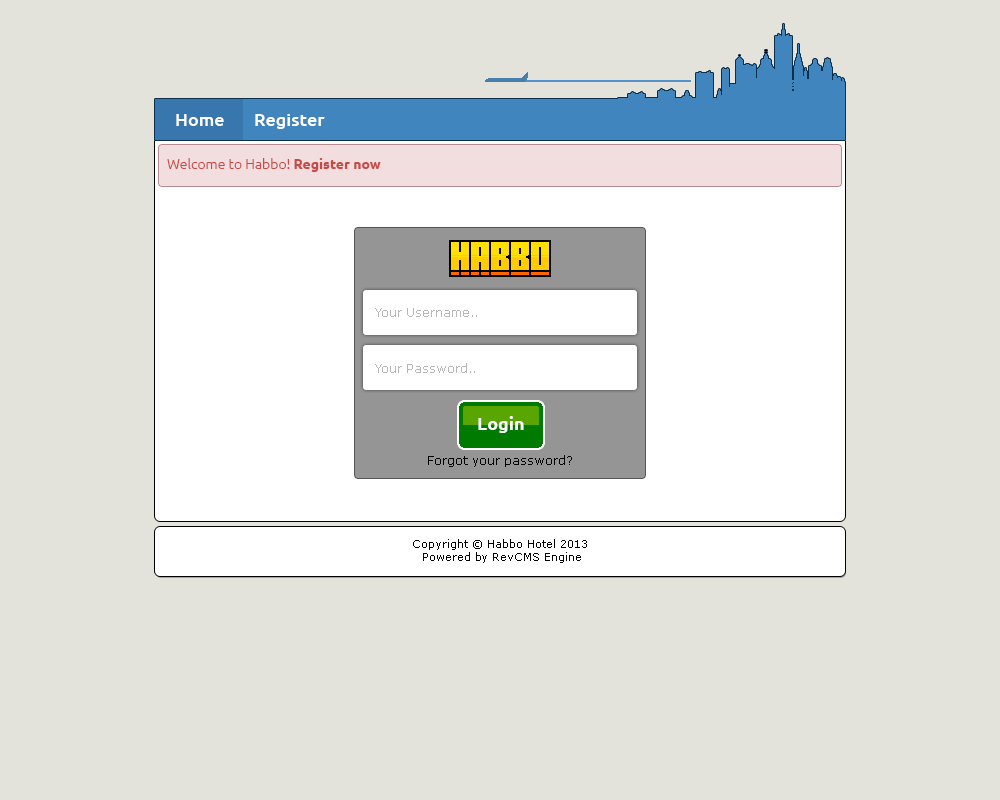 Home Register
Welcome to Habbo! Register now
HABBO
Your Username..
Your Password..
Login
Forgot your password?
Copyright © Habbo Hotel 2013
Powered by RevCMS Engine